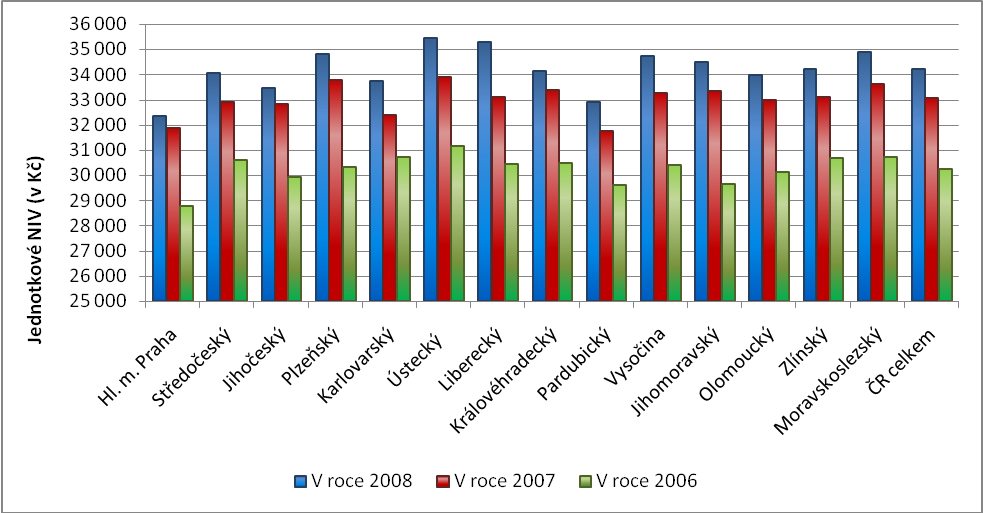 Jednotkové NIV (v Kč)
36 000
35 000
34 000
33 000
32 000
31 000
30 000
29 000
28 000
27 000
26 000
25 000
Hl. m. Praha
Středočeský
Jihočeský
Plzeňský
Karlovarský
Ústecký
Liberecký
Královéhradecký
Pardubický
Vysočina
Jihomoravský
Olomoucký
Zlínský
Moravskoslezský
ČR celkem
V roce 2008
V roce 2007
V roce 2006